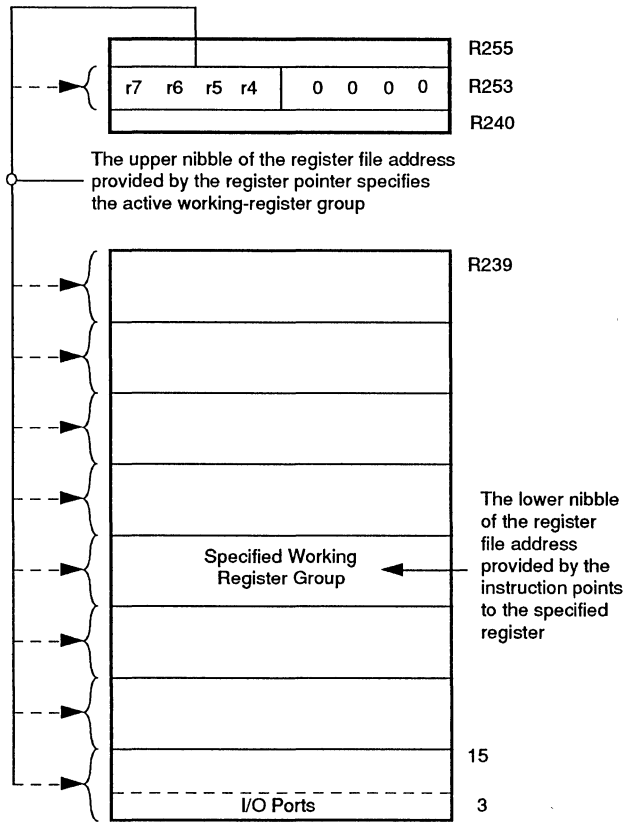 R255
r7 r6 r5 r4 0 0 0 0 R253
R240
The upper nibble of the register file address
provided by the register pointer specifies
the active working-register group
R239
The lower nibble
of the register
file address
provided by the
instruction points
to the specified
register
Specified Working
Register Group
15
I/O Ports 3